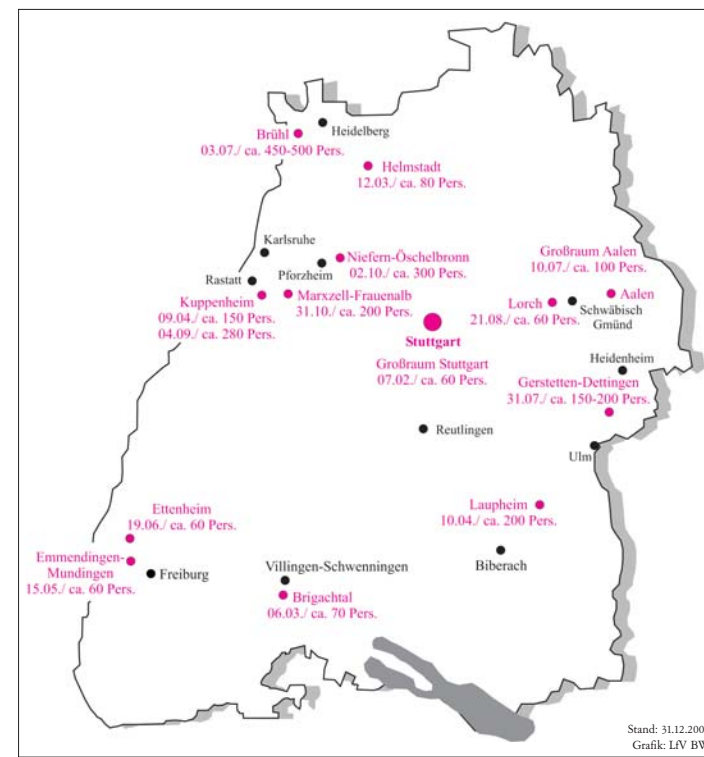 Heidelberg
Brühl
03.07./ ca. 450-500 Pers.
Helmstadt
12.03./ ca. 80 Pers.
Karlsruhe
Niefern-Öschelbronn
02.10./ ca. 300 Pers.
Pforzheim
Großraum Aalen
10.07./ ca. 100 Pers.
Rastatt
Kuppenheim
09.04./ ca. 150 Pers.
04.09./ ca. 280 Pers.
Marxzell-Frauenalb
31.10./ ca. 200 Pers.
Aalen
Lorch
21.08./ ca. 60 Pers.
Schwäbisch
Gmünd
Stuttgart
Großraum Stuttgart
07.02./ ca. 60 Pers.
Heidenheim
Gerstetten-Dettingen
31.07./ ca. 150-200 Pers.
Reutlingen
Ulm
Laupheim
10.04./ ca. 200 Pers.
Ettenheim
19.06./ ca. 60 Pers.
Emmendingen-
Mundingen
15.05./ ca. 60 Pers.
Freiburg
Villingen-Schwenningen
Biberach
Brigachtal
06.03./ ca. 70 Pers.
Stand: 31.12.200
Grafik: LfV BW